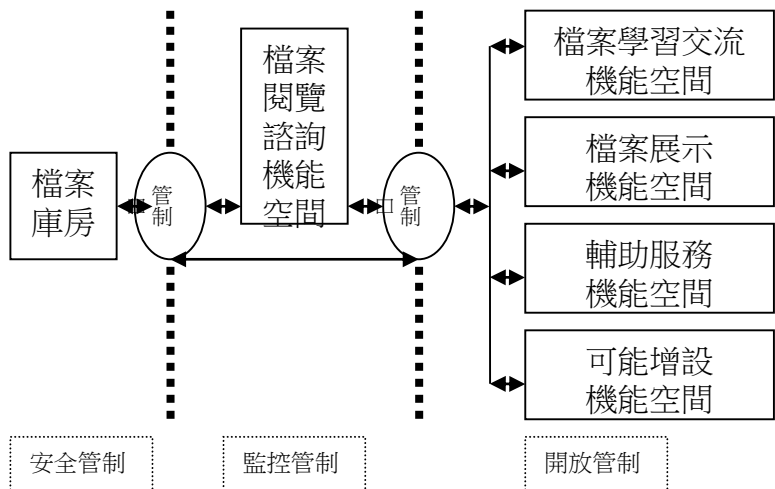 檔案
庫房
管
制
檔案
閱覽
諮詢
機能
空間
管
制
檔案學習交流
機能空間
檔案展示
機能空間
輔助服務
機能空間
可能增設
機能空間
安全管制
監控管制
開放管制